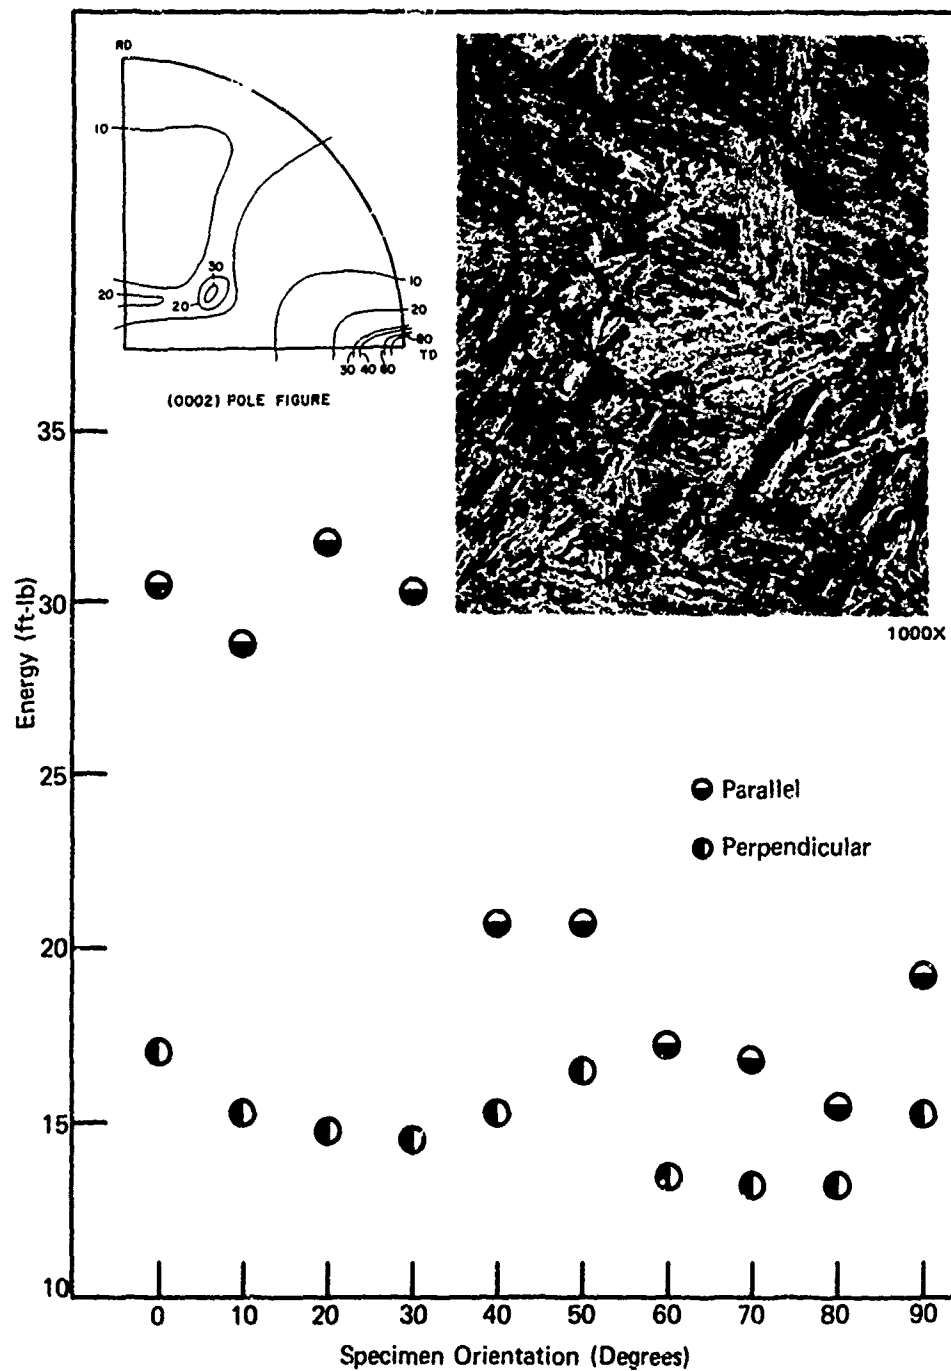 RD
10
30
20
20
10
20
80
TD
30 40 60
(0002) POLE FIGURE
1000X
35
30
25
20
15
10
Energy (ft-lb)
Parallel
Perpendicular
0 10 20 30 40 50 60 70 80 90
Specimen Orientation (Degrees)